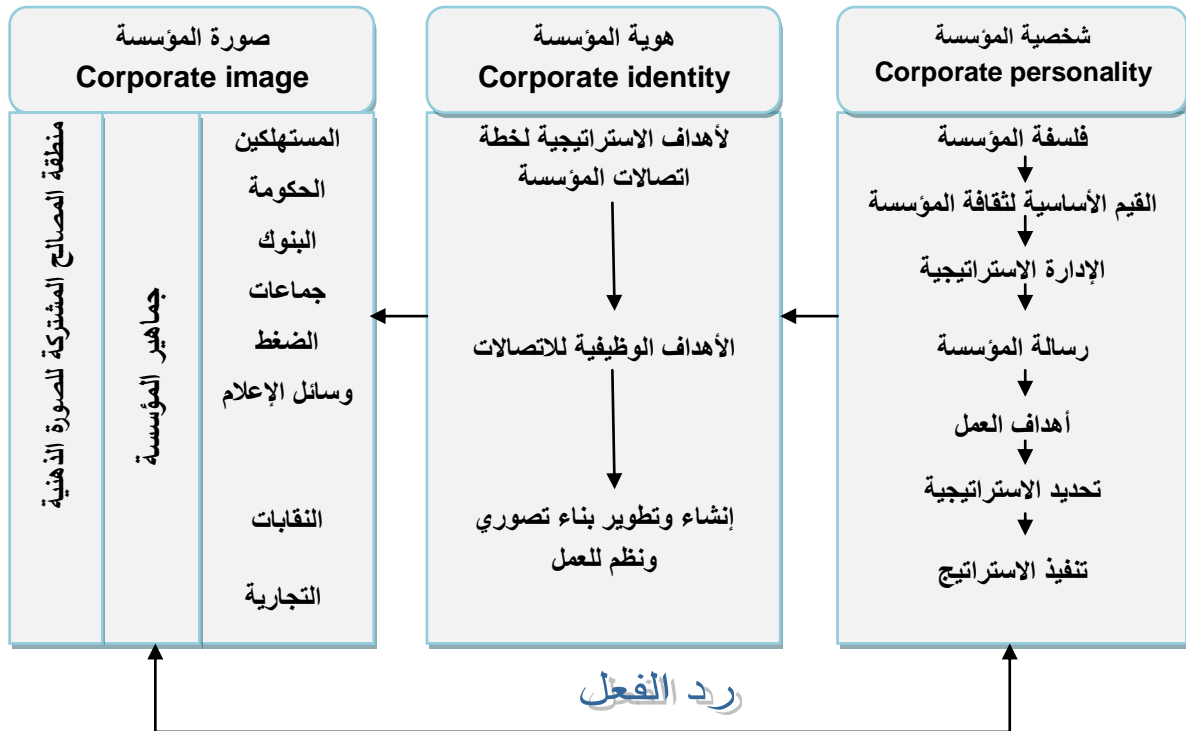 شخصية المؤسسة
Corporate personality
فلسفة المؤسسة
القيم الأساسية لثقافة المؤسسة
الإدارة الاستراتيجية
رسالة المؤسسة
أهداف العمل
تحديد الاستراتيجية
تنفيذ الاستراتيج
هوية المؤسسة
Corporate identity
لأهداف الاستراتيجية لخطة
اتصالات المؤسسة
الأهداف الوظيفية للاتصالات
إنشاء وتطوير بناء تصوري
ونظم للعمل
صورة المؤسسة
Corporate image
المستهلكين
الحكومة
البنوك
جماعات
الضغط
وسائل الإعلام
النقابات
التجارية
جماهير المؤسسة
منطقة المصالح المشتركة للصورة الذهنية
رد الفعل